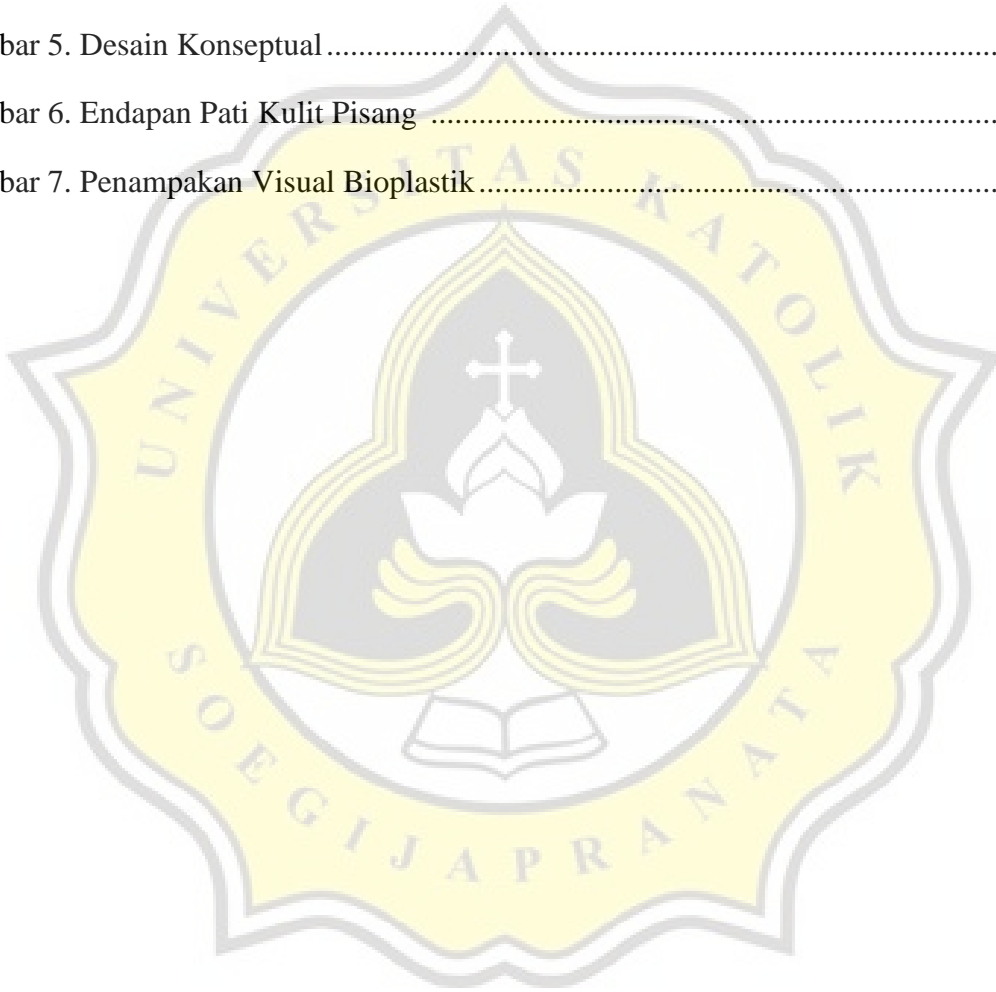 bar 5. Desain Konseptual....................................................................................
bar 6. Endapan Pati Kulit Pisang .......................................................................
bar 7. Penampakan Visual Bioplastik.................................................................
UNIVERSITAS KATOLIK
SOEGIJAPRANATA